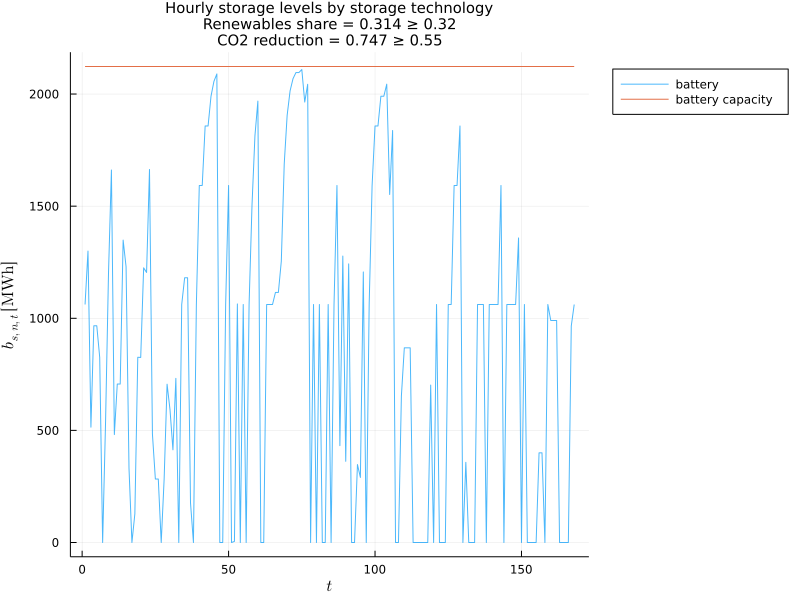 Hourly storage levels by storage technology
Renewables share = 0.314 ≥ 0.32
CO2 reduction = 0.747 ≥ 0.55
battery
battery capacity
2000
1500
1000
500
0
b_{s,n,t} [MWh]
0 50 100 150
t